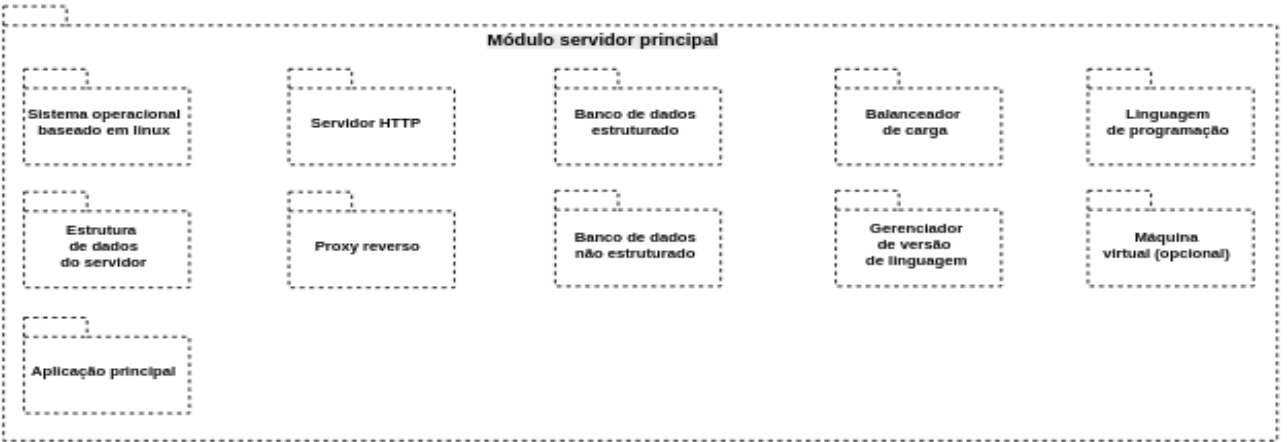 Módulo servidor principal
Sistema operacional
baseado em linux
Servidor HTTP
Banco de dados
estruturado
Balanceador
de carga
Linguagem
de programação
Estrutura
de dados
do servidor
Proxy reverso
Banco de dados
não estruturado
Gerenciador
de versão
de linguagem
Máquina
virtual (opcional)
Aplicação principal